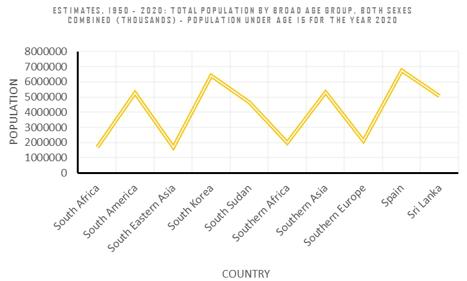 ESTIMATES, 1950 - 2020: TOTAL POPULATION BY BROAD AGE GROUP, BOTH SEXES
COMBINED (THOUSANDS) - POPULATION UNDER AGE 15 FOR THE YEAR 2020
8000000
7000000
6000000
5000000
4000000
3000000
2000000
1000000
0
POPULATION
South Africa
South America
South Eastern Asia
South Korea
South Sudan
Southern Africa
Southern Asia
Southern Europe
Spain
Sri Lanka
COUNTRY